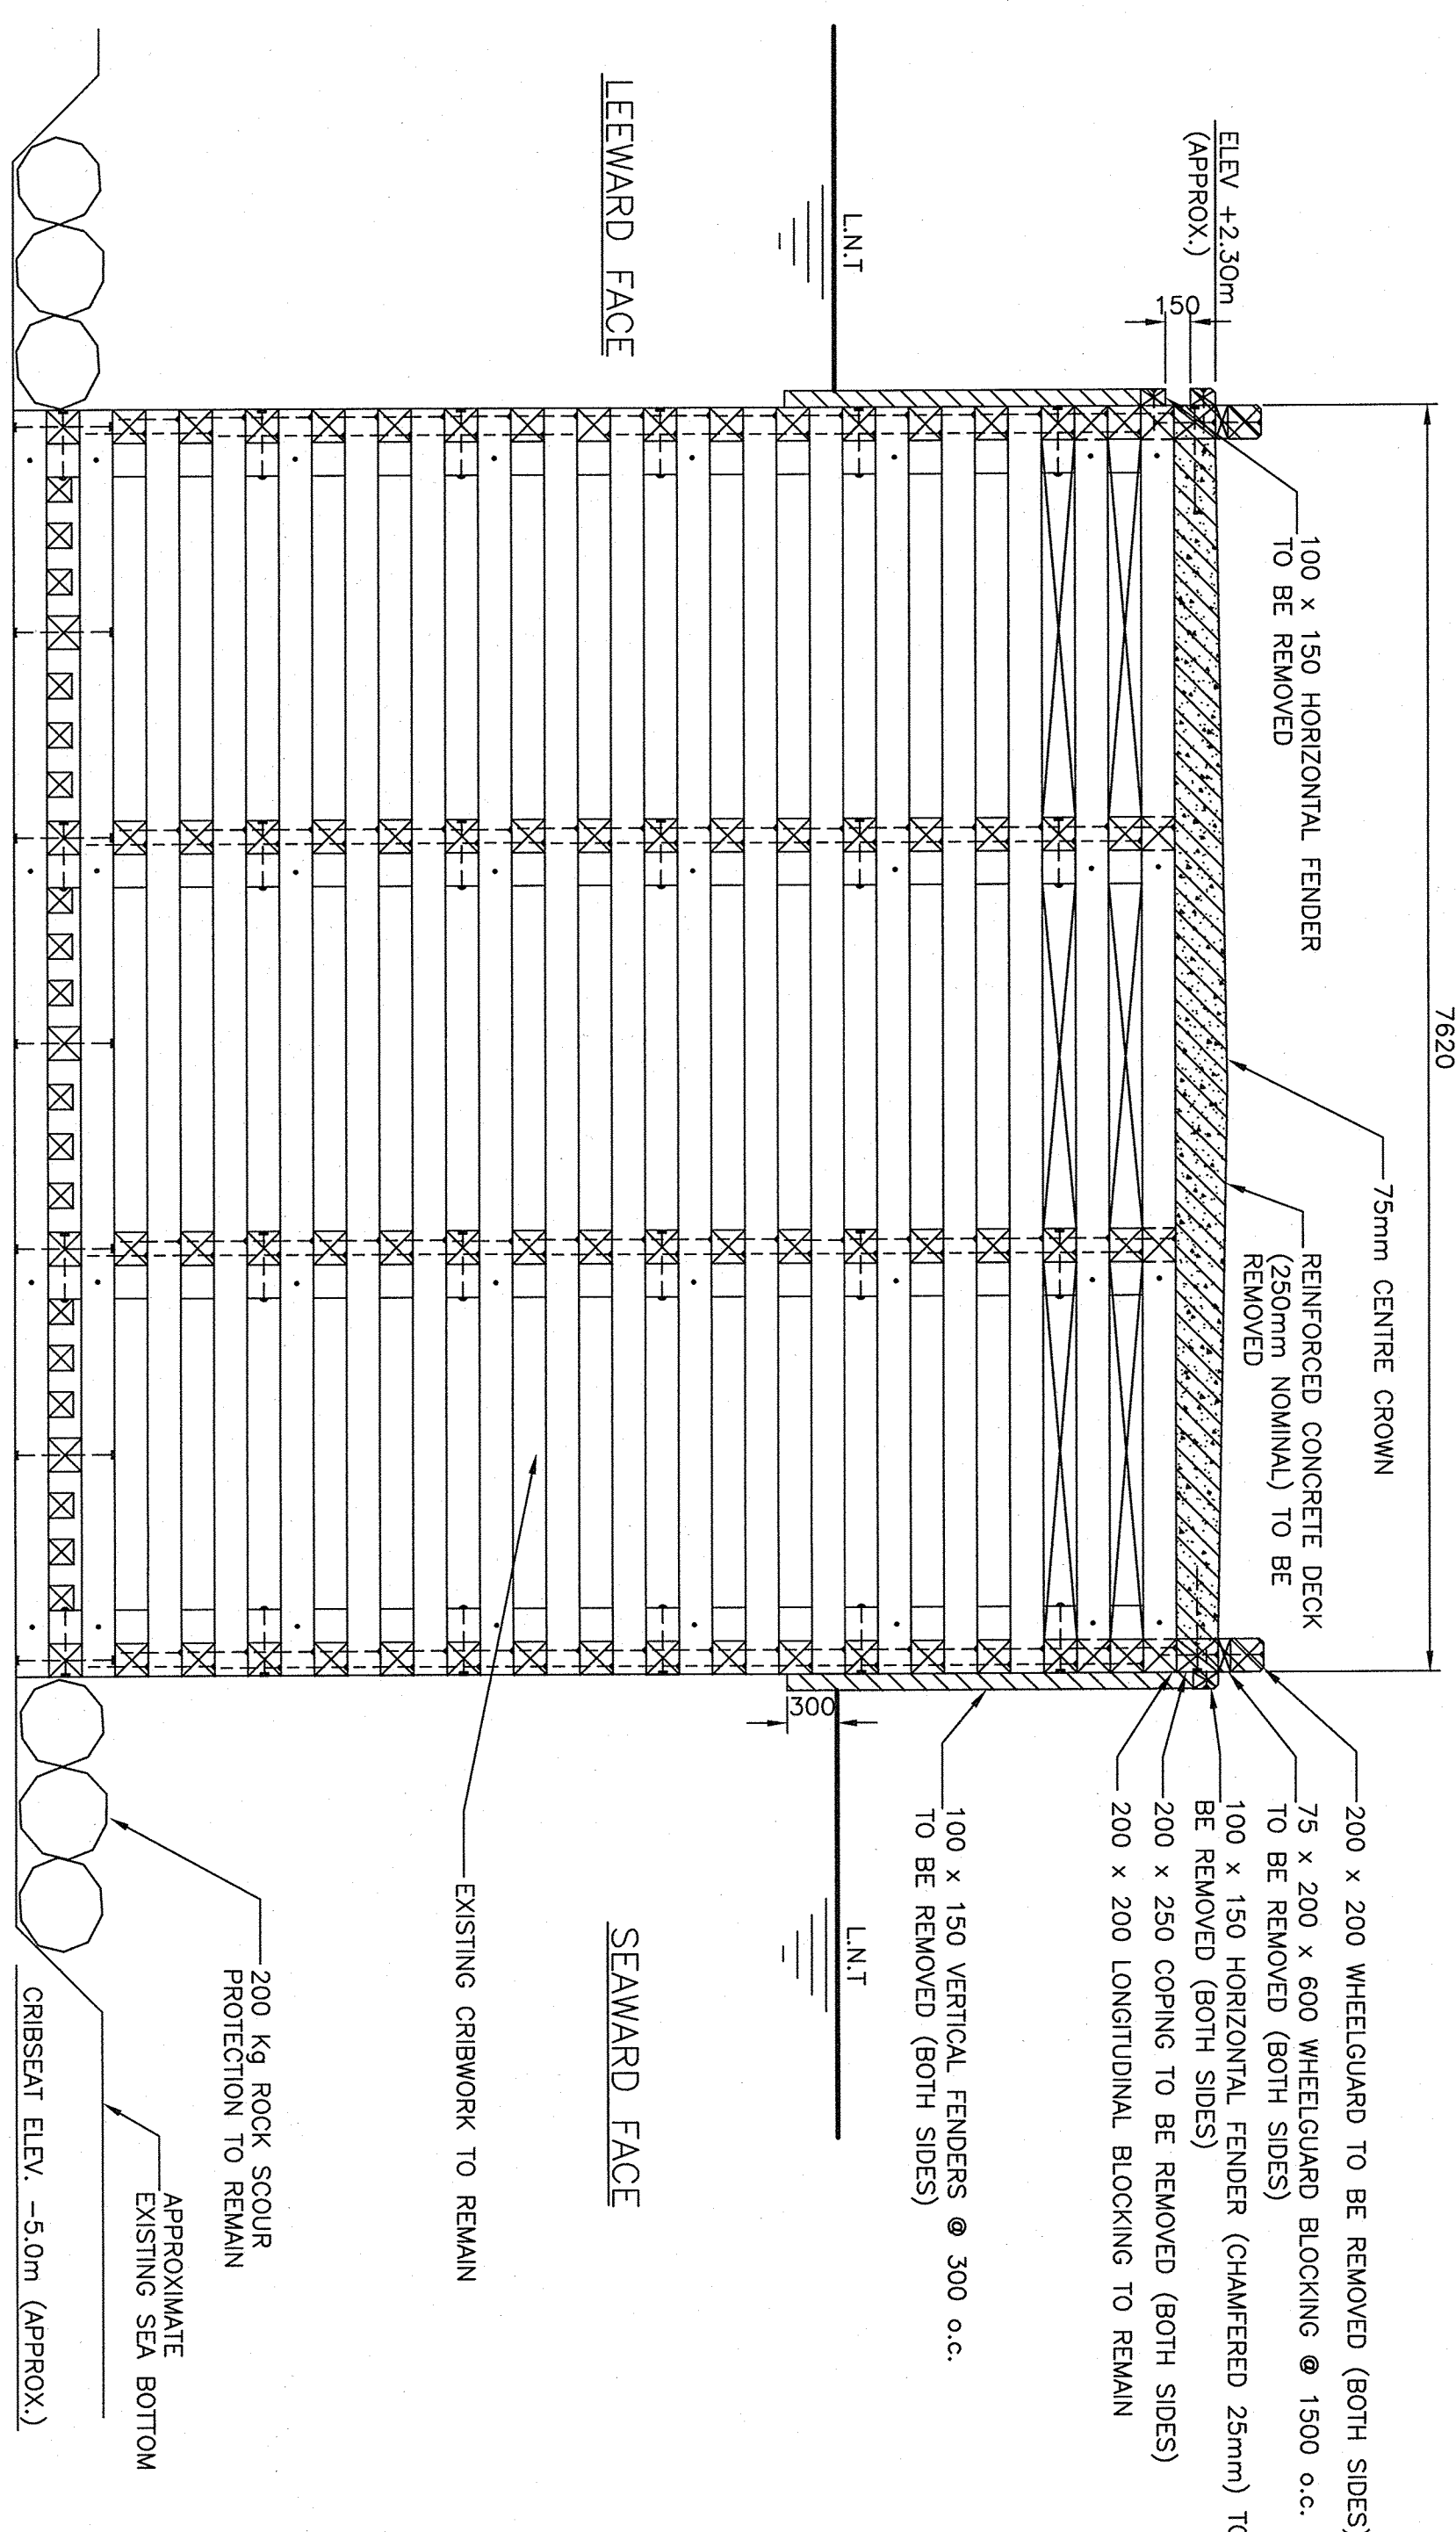 7620
75mm CENTRE CROWN
REINFORCED CONCRETE DECK
(250mm NOMINAL) TO BE
REMOVED
100 x 150 HORIZONTAL FENDER
TO BE REMOVED
ELEV +2.30m
(APPROX.)
150
L.N.T
LEEWARD FACE
200 x 200 WHEELGUARD TO BE REMOVED (BOTH SIDES)
75 x 200 x 600 WHEELGUARD BLOCKING @ 1500 o.c.
TO BE REMOVED (BOTH SIDES)
100 x 150 HORIZONTAL FENDER (CHAMFERED 25mm) TO
BE REMOVED (BOTH SIDES)
200 x 250 COPING TO BE REMOVED (BOTH SIDES)
200 x 200 LONGITUDINAL BLOCKING TO REMAIN
100 x 150 VERTICAL FENDERS @ 300 o.c.
TO BE REMOVED (BOTH SIDES)
300
L.N.T
SEAWARD FACE
EXISTING CRIBWORK TO REMAIN
200 Kg ROCK SCOUR
PROTECTION TO REMAIN
APPROXIMATE
EXISTING SEA BOTTOM
CRIBSEAT ELEV. -5.0m (APPROX.)